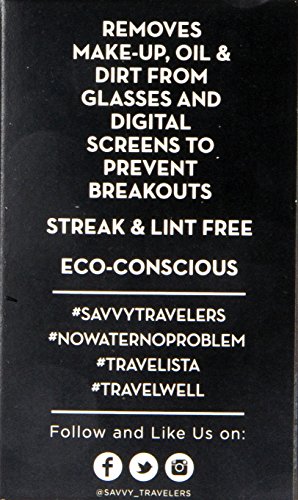 REMOVES
MAKE-UP, OIL &
DIRT FROM
GLASSES AND
DIGITAL
SCREENS TO
PREVENT
BREAKOUTS
STREAK & LINT FREE
ECO-CONSCIOUS
#SAVVYTRAVELERS
#NOWATERNOPROBLEM
#TRAVELISTA
#TRAVELWELL
Follow and Like Us on:
@SAVVY_TRAVELERS